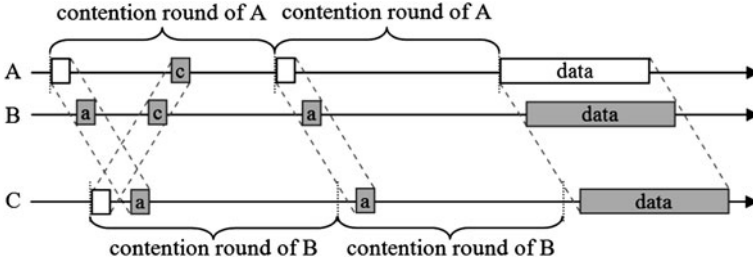 contention round of A contention round of A
A c data
B a c a data
C a a data
contention round of B contention round of B